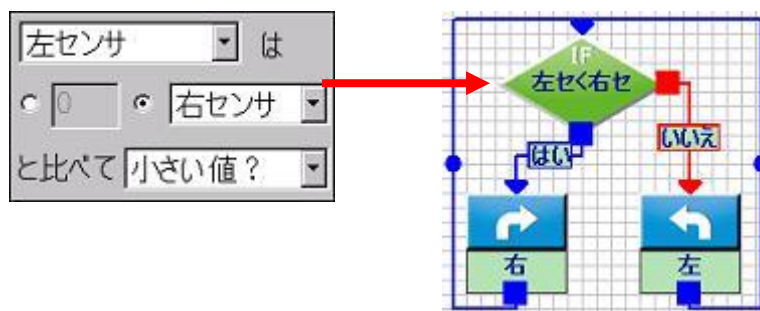 左センサ は
0 右センサ
と比べて 小さい値?
IF
左セ<右セ
はい
いいえ
右
左